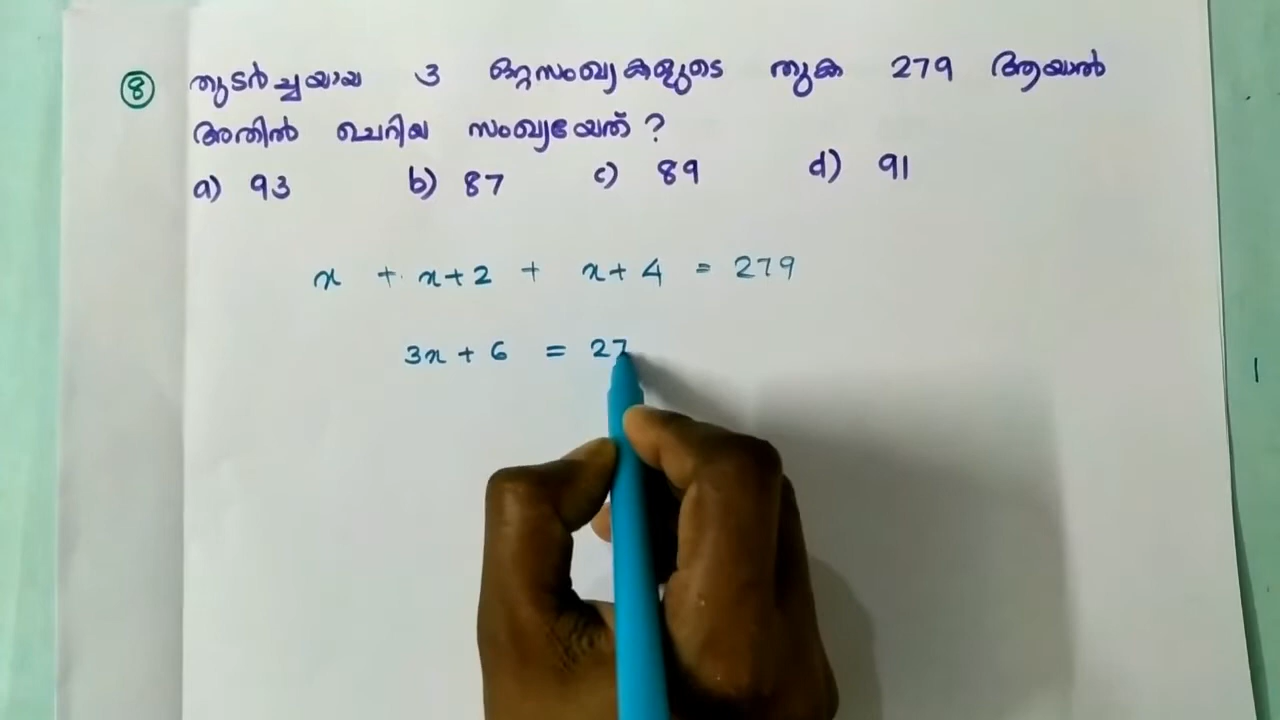 ⑧ തുടർച്ചയായ 3 ഒറ്റസംഖ്യകളുടെ തുക 279 ആയാൽ
അതിൽ ചെറിയ സംഖ്യയേത് ?
a) 93 b) 87 c) 89 d) 91
x + x+2 + x+4 = 279
3x + 6 = 27